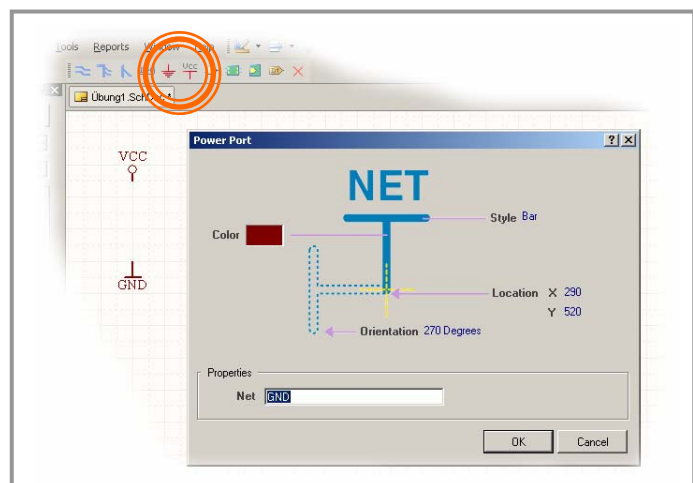 Tools Reports Window Help
VCC
Übung1.SchDoc *
VCC
GND
Power Port
NET
Style Bar
Color
Location X 290
Y 520
Orientation 270 Degrees
Properties
Net GND
OK Cancel